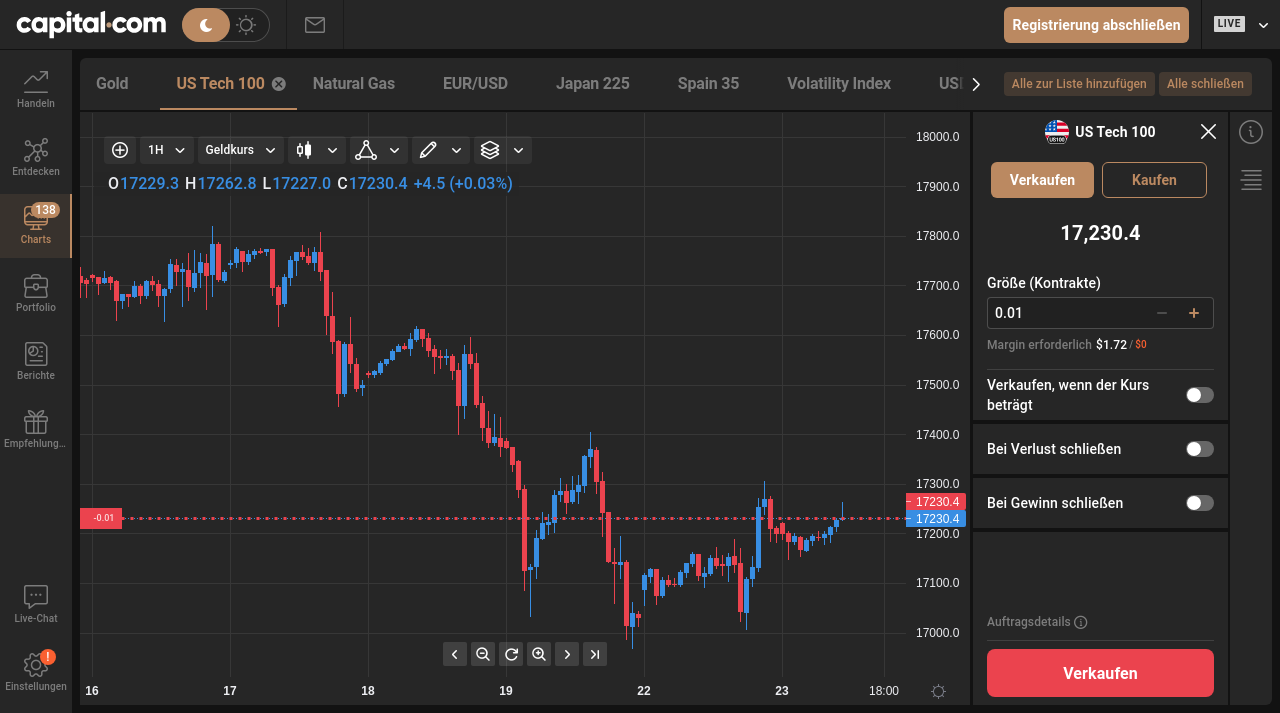 capital.com
Registrierung abschließen
LIVE
Handeln
Entdecken
138
Charts
Portfolio
Berichte
Empfehlung...
Live-Chat
!
Einstellungen
Gold
US Tech 100
Natural Gas
EUR/USD
Japan 225
Spain 35
Volatility Index
Alle zur Liste hinzufügen
Alle schließen
1H
Geldkurs
O17229.3 H17262.8 L17227.0 C17230.4 +4.5 (+0.03%)
18000.0
17900.0
17800.0
17700.0
17600.0
17500.0
17400.0
17300.0
17230.4
17230.4
17200.0
17100.0
17000.0
-0.01
16
17
18
19
22
23
18:00
US100
US Tech 100
Verkaufen
Kaufen
17,230.4
Größe (Kontrakte)
0.01
Margin erforderlich $1.72 / $0
Verkaufen, wenn der Kurs
beträgt
Bei Verlust schließen
Bei Gewinn schließen
Auftragsdetails
Verkaufen